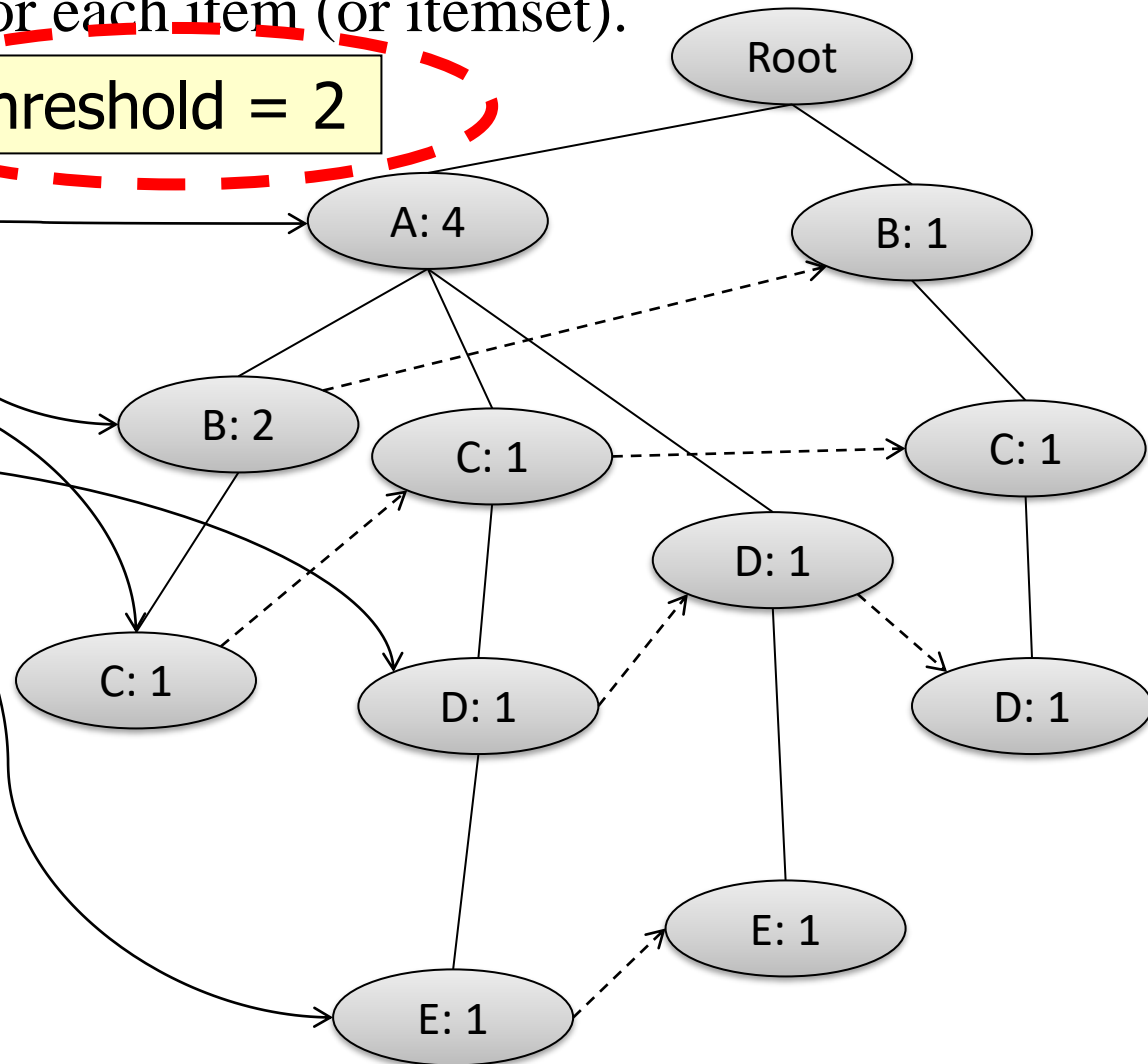 or each item (or itemset).
Root
hreshold = 2
A: 4
B: 1
B: 2
C: 1
C: 1
D: 1
C: 1
D: 1
D: 1
E: 1
E: 1